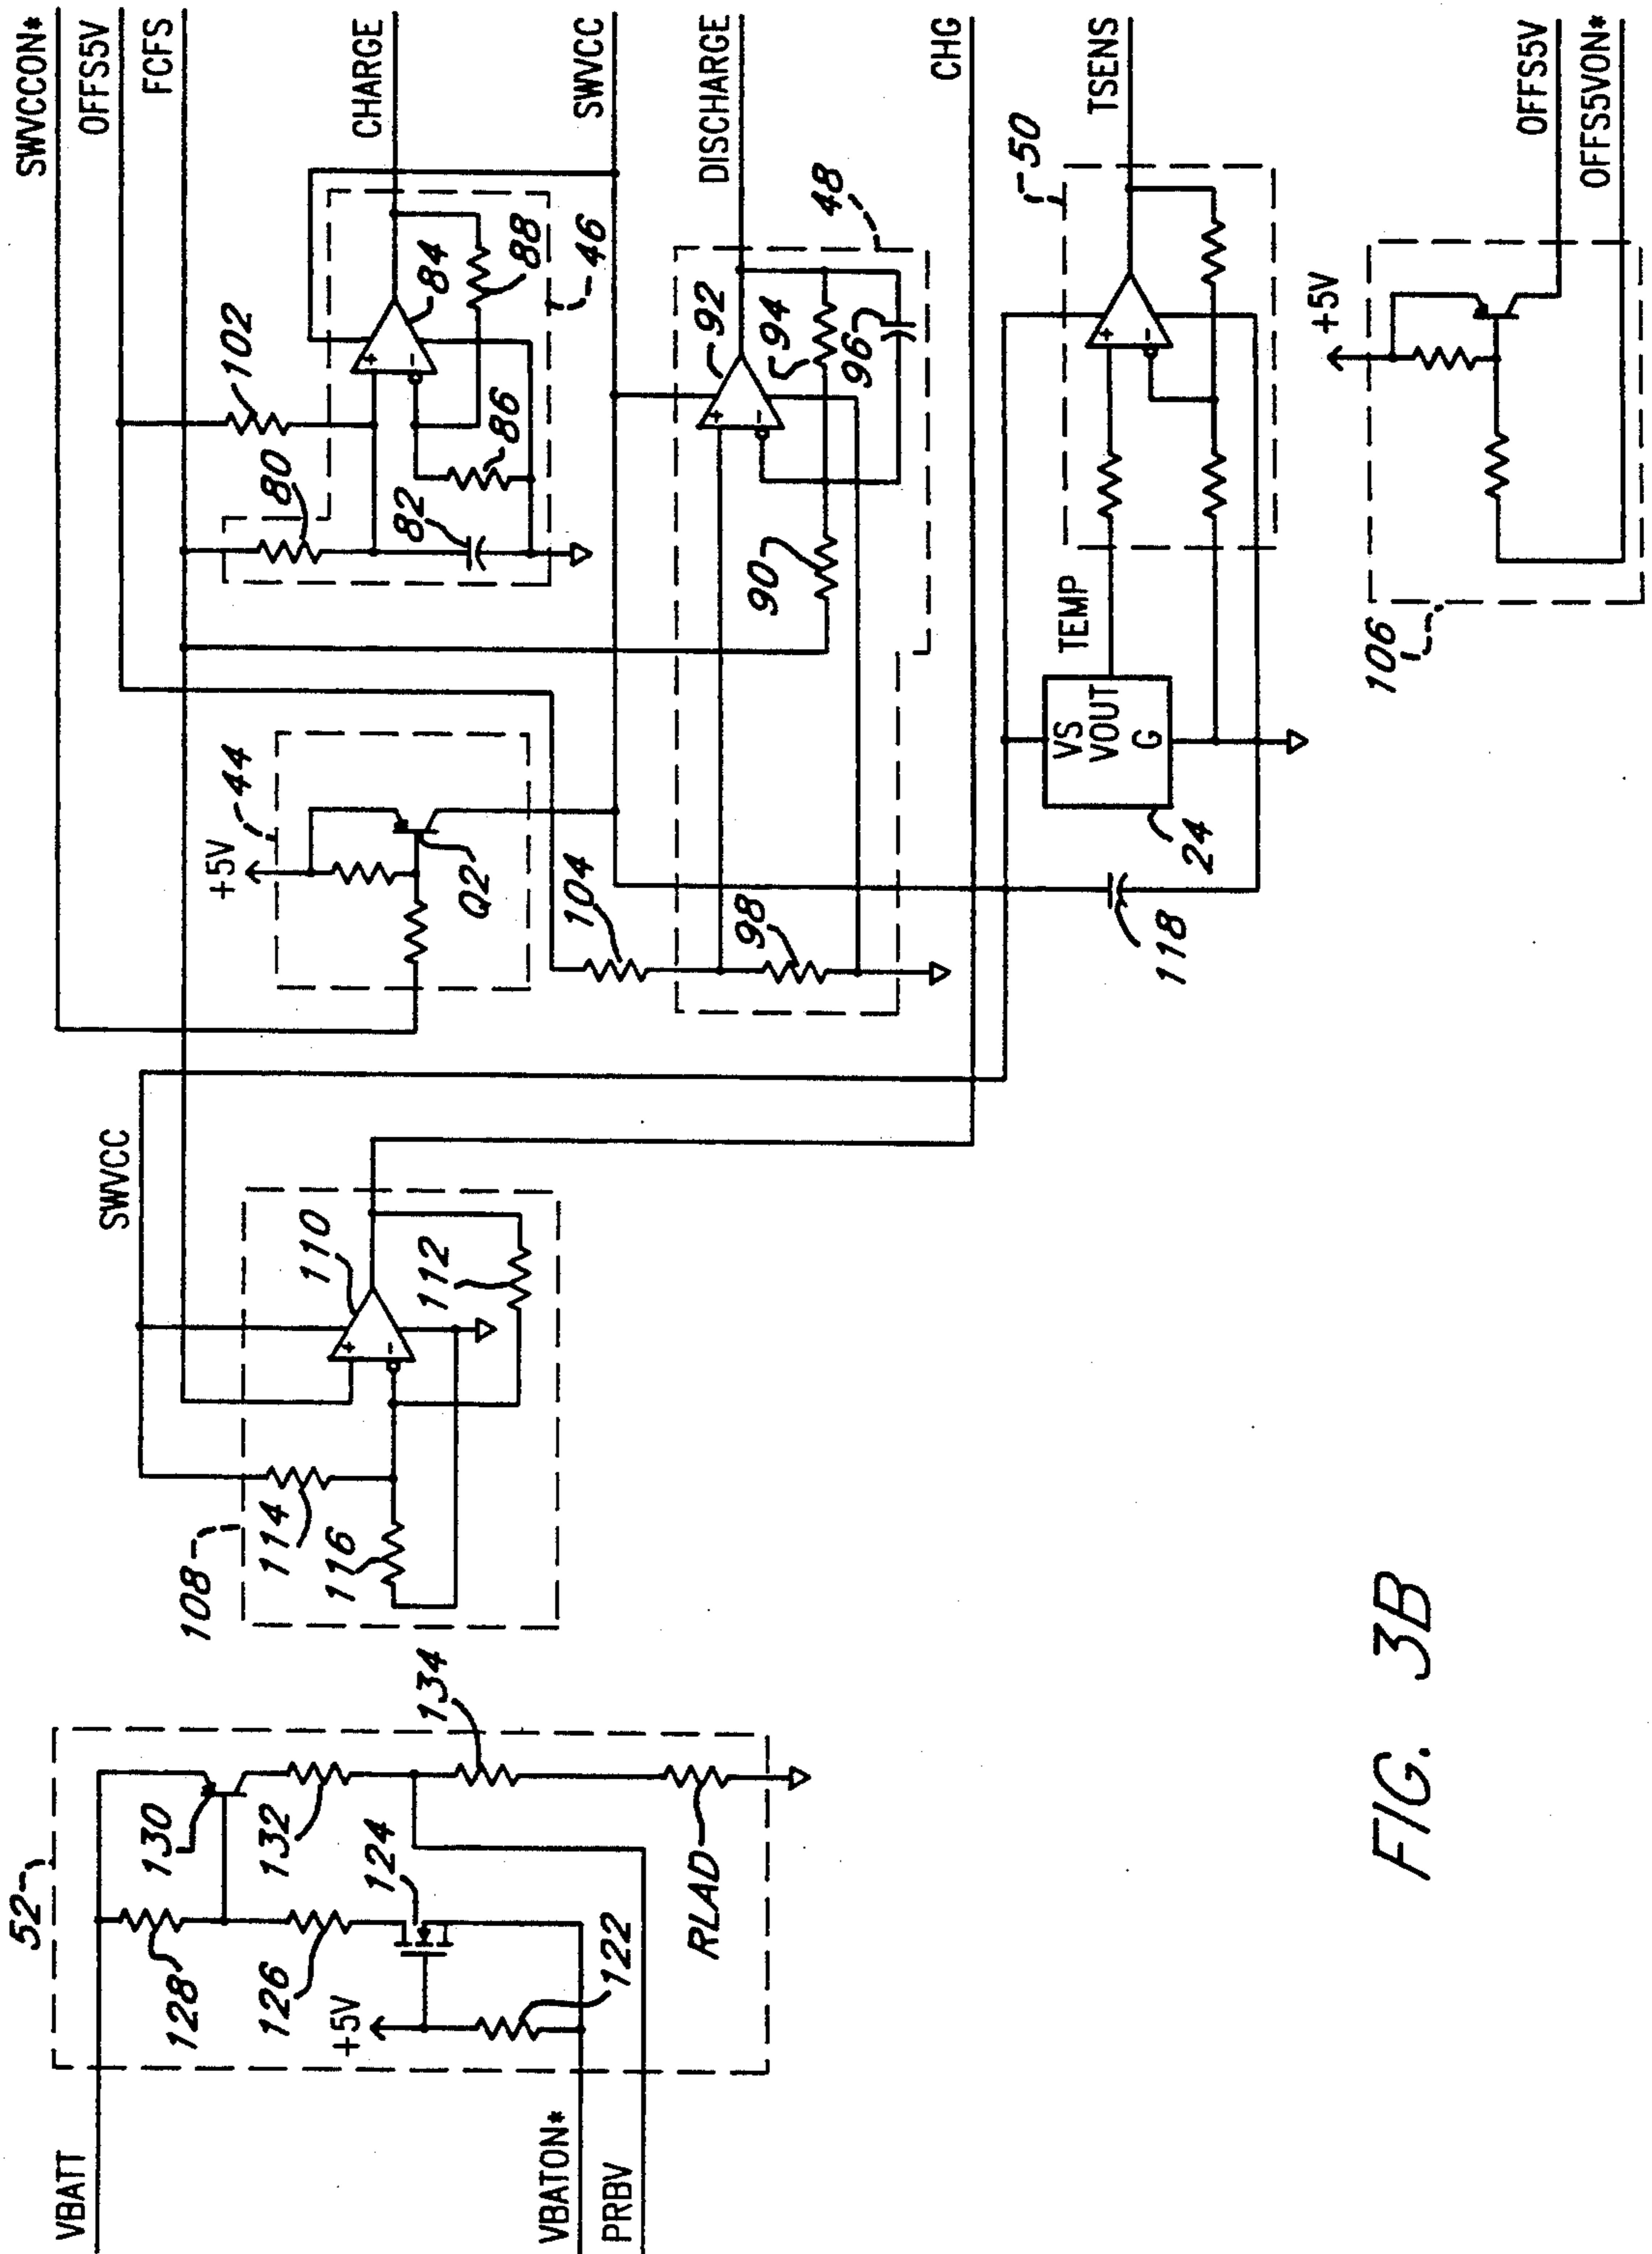 SWVCCON*
OFFS5V
FCFS
CHARGE
SWVCC
DISCHARGE
CHG
TSENS
OFFS5V
OFFS5VON*
102
80
84
+
-
88
86
82
46
+5V
44
Q2
92
+
-
94
96
90
48
104
98
50
+
-
TEMP
VS
VOUT
G
24
118
+5V
106
SWVCC
108
110
+
-
112
114
116
52
VBATT
VBATON*
PRBV
128
130
126
132
124
134
+5V
122
RLAD
FIG. 3B